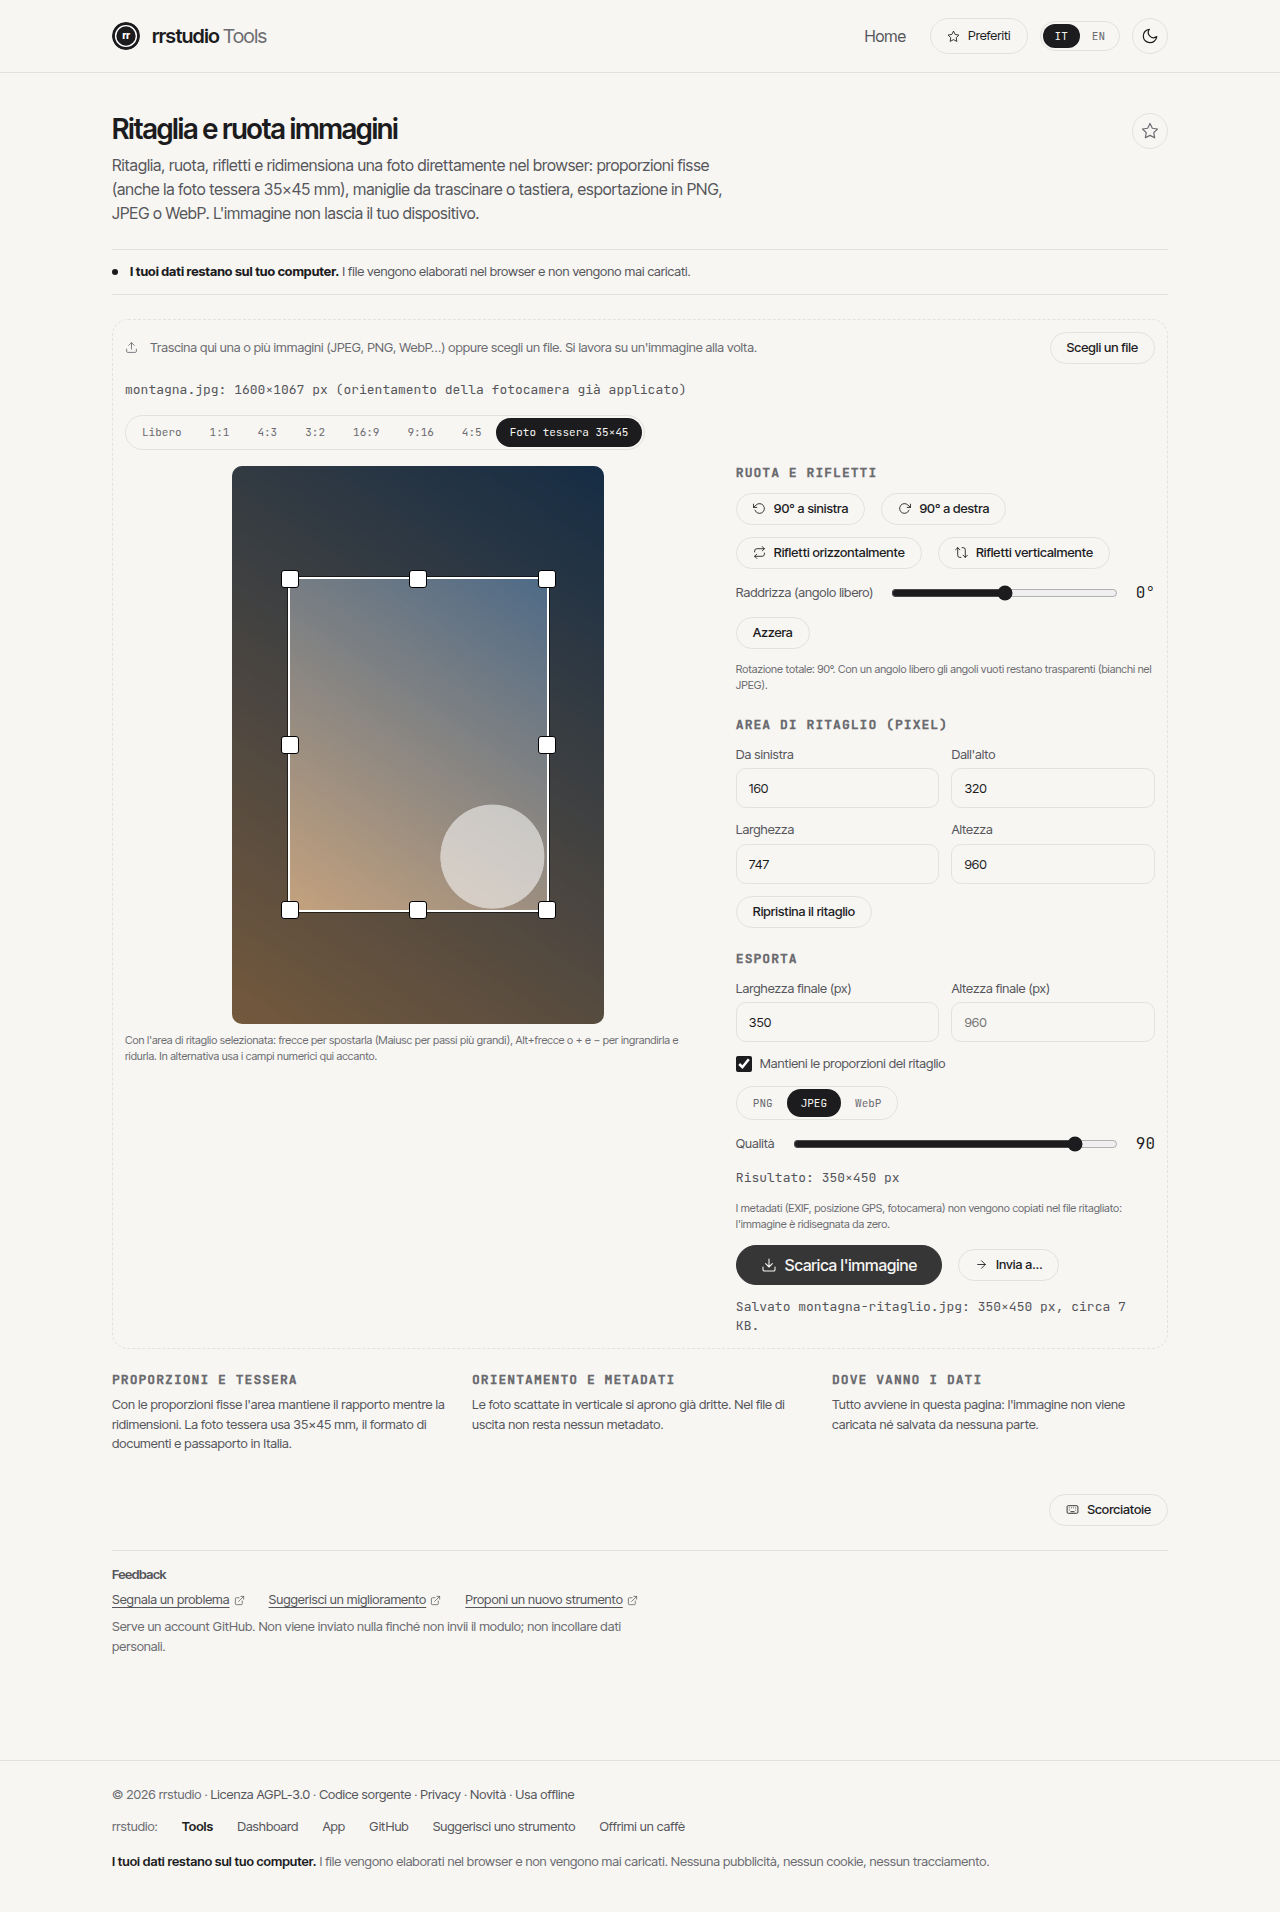 rr rrstudio Tools
Home
Preferiti
IT EN
Ritaglia e ruota immagini
Ritaglia, ruota, rifletti e ridimensiona una foto direttamente nel browser: proporzioni fisse
(anche la foto tessera 35×45 mm), maniglie da trascinare o tastiera, esportazione in PNG,
JPEG o WebP. L'immagine non lascia il tuo dispositivo.
I tuoi dati restano sul tuo computer. I file vengono elaborati nel browser e non vengono mai caricati.
Trascina qui una o più immagini (JPEG, PNG, WebP…) oppure scegli un file. Si lavora su un'immagine alla volta.
Scegli un file
montagna.jpg: 1600×1067 px (orientamento della fotocamera già applicato)
Libero 1:1 4:3 3:2 16:9 9:16 4:5 Foto tessera 35×45
Con l'area di ritaglio selezionata: frecce per spostarla (Maiusc per passi più grandi), Alt+frecce o + e − per ingrandirla e
ridurla. In alternativa usa i campi numerici qui accanto.
RUOTA E RIFLETTI
90° a sinistra 90° a destra
Rifletti orizzontalmente Rifletti verticalmente
Raddrizza (angolo libero) 0°
Azzera
Rotazione totale: 90°. Con un angolo libero gli angoli vuoti restano trasparenti (bianchi nel
JPEG).
AREA DI RITAGLIO (PIXEL)
Da sinistra Dall'alto
160 320
Larghezza Altezza
747 960
Ripristina il ritaglio
ESPORTA
Larghezza finale (px) Altezza finale (px)
350 960
Mantieni le proporzioni del ritaglio
PNG JPEG WebP
Qualità 90
Risultato: 350×450 px
I metadati (EXIF, posizione GPS, fotocamera) non vengono copiati nel file ritagliato:
l'immagine è ridisegnata da zero.
Scarica l'immagine Invia a…
Salvato montagna-ritaglio.jpg: 350×450 px, circa 7
KB.
PROPORZIONI E TESSERA
Con le proporzioni fisse l'area mantiene il rapporto mentre la
ridimensioni. La foto tessera usa 35×45 mm, il formato di
documenti e passaporto in Italia.
ORIENTAMENTO E METADATI
Le foto scattate in verticale si aprono già dritte. Nel file di
uscita non resta nessun metadato.
DOVE VANNO I DATI
Tutto avviene in questa pagina: l'immagine non viene
caricata né salvata da nessuna parte.
Scorciatoie
Feedback
Segnala un problema Suggerisci un miglioramento Proponi un nuovo strumento
Serve un account GitHub. Non viene inviato nulla finché non invii il modulo; non incollare dati
personali.
© 2026 rrstudio · Licenza AGPL-3.0 · Codice sorgente · Privacy · Novità · Usa offline
rrstudio: Tools Dashboard App GitHub Suggerisci uno strumento Offrimi un caffè
I tuoi dati restano sul tuo computer. I file vengono elaborati nel browser e non vengono mai caricati. Nessuna pubblicità, nessun cookie, nessun tracciamento.